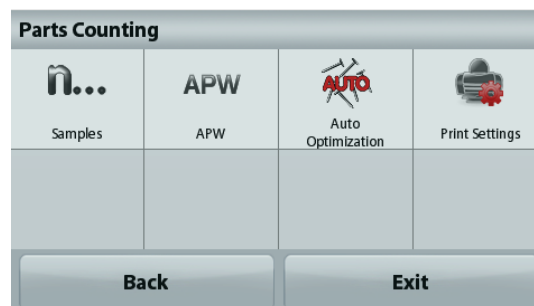 Parts Counting
n...
APW
AUTO
Samples
APW
Auto
Optimization
Print Settings
Back
Exit